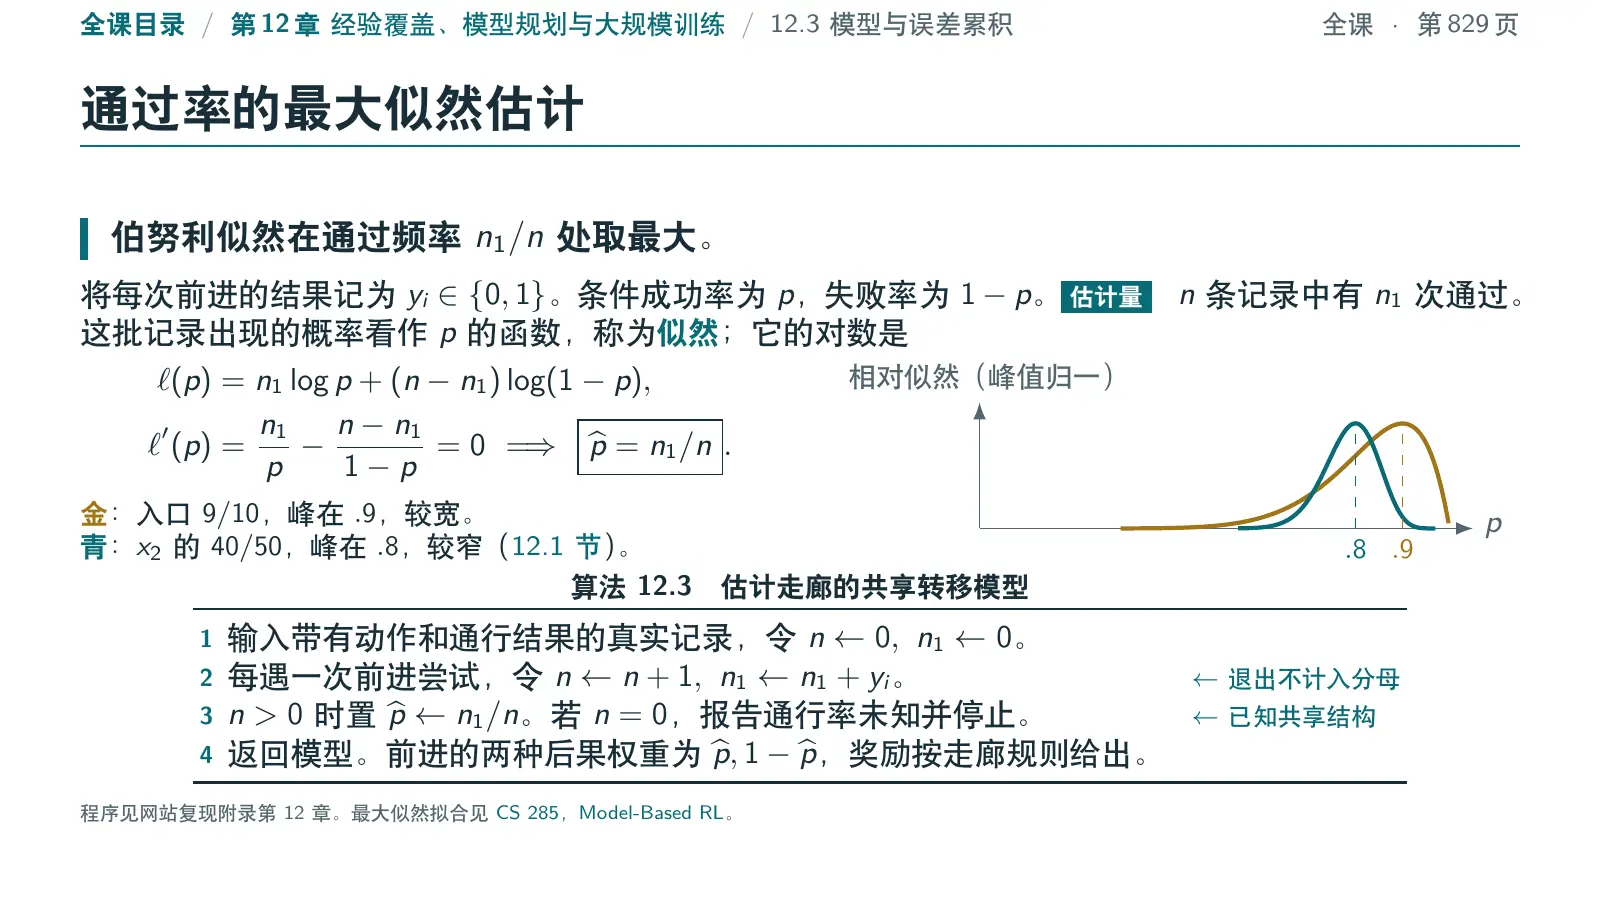 全课目录 / 第 12 章 经验覆盖、模型规划与大规模训练 / 12.3 模型与误差累积
全课 · 第 829 页
通过率的最大似然估计
伯努利似然在通过频率 n₁/n 处取最大。
将每次前进的结果记为 yᵢ ∈ {0, 1}。条件成功率为 p，失败率为 1 − p。 估计量 n 条记录中有 n₁ 次通过。
这批记录出现的概率看作 p 的函数，称为似然；它的对数是
ℓ(p) = n₁ log p + (n − n₁) log(1 − p),
ℓ′(p) = n₁/p − (n − n₁)/(1 − p) = 0 ⟹ p̂ = n₁/n.
金：入口 9/10，峰在 .9，较宽。
青：x₂ 的 40/50，峰在 .8，较窄（12.1 节）。
相对似然（峰值归一）
p
.8 .9
算法 12.3 估计走廊的共享转移模型
1 输入带有动作和通行结果的真实记录，令 n ← 0, n₁ ← 0。
2 每遇一次前进尝试，令 n ← n + 1, n₁ ← n₁ + yᵢ。 ← 退出不计入分母
3 n > 0 时置 p̂ ← n₁/n。若 n = 0，报告通行率未知并停止。 ← 已知共享结构
4 返回模型。前进的两种后果权重为 p̂, 1 − p̂，奖励按走廊规则给出。
程序见网站复现附录第 12 章。最大似然拟合见 CS 285，Model-Based RL。